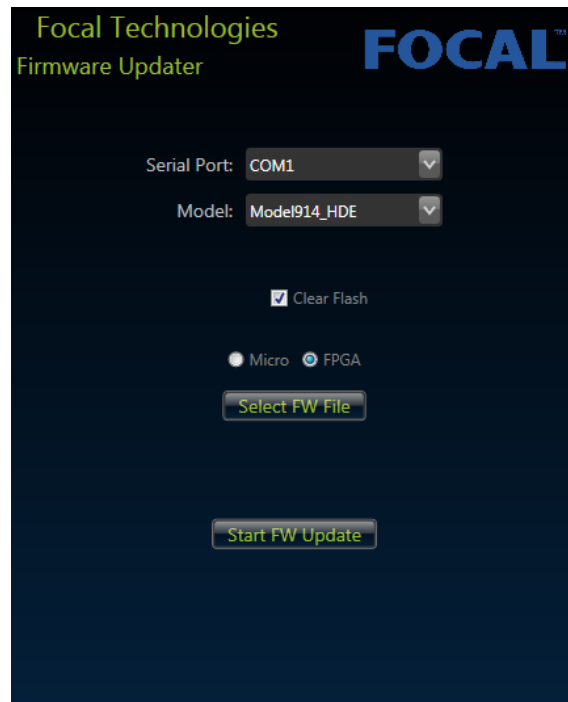 Focal Technologies
Firmware Updater
FOCAL™
Serial Port: COM1
Model: Model914_HDE
Clear Flash
Micro FPGA
Select FW File
Start FW Update